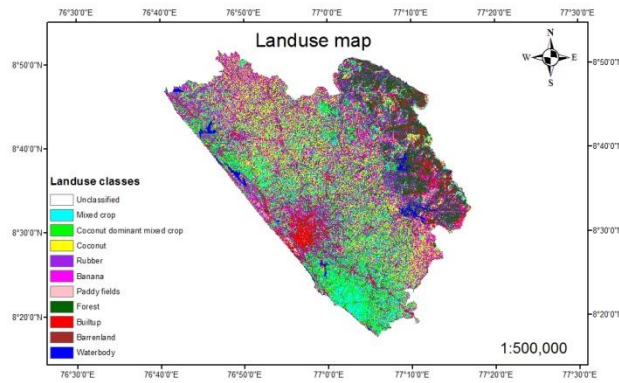 76°30'0"E 76°40'0"E 76°50'0"E 77°0'0"E 77°10'0"E 77°20'0"E 77°30'0"E
Landuse map
N
W E
S
8°50'0"N 8°50'0"N
8°40'0"N 8°40'0"N
8°30'0"N 8°30'0"N
8°20'0"N 8°20'0"N
Landuse classes
Unclassified
Mixed crop
Coconut dominant mixed crop
Coconut
Rubber
Banana
Paddy fields
Forest
Builtup
Barrenland
Waterbody
1:500,000
76°30'0"E 76°40'0"E 76°50'0"E 77°0'0"E 77°10'0"E 77°20'0"E 77°30'0"E